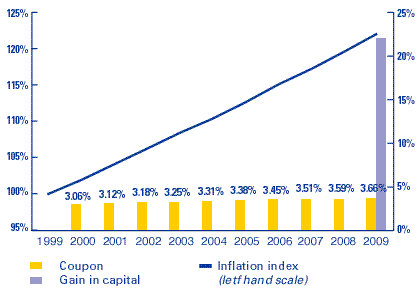 125% 25%
120% 20%
115% 15%
110% 10%
105% 5%
100% 5%
95% 0%
3.06% 3.12% 3.18% 3.25% 3.31% 3.38% 3.45% 3.51% 3.59% 3.66%
1999 2000 2001 2002 2003 2004 2005 2006 2007 2008 2009
Coupon Inflation index
Gain in capital (letf hand scale)